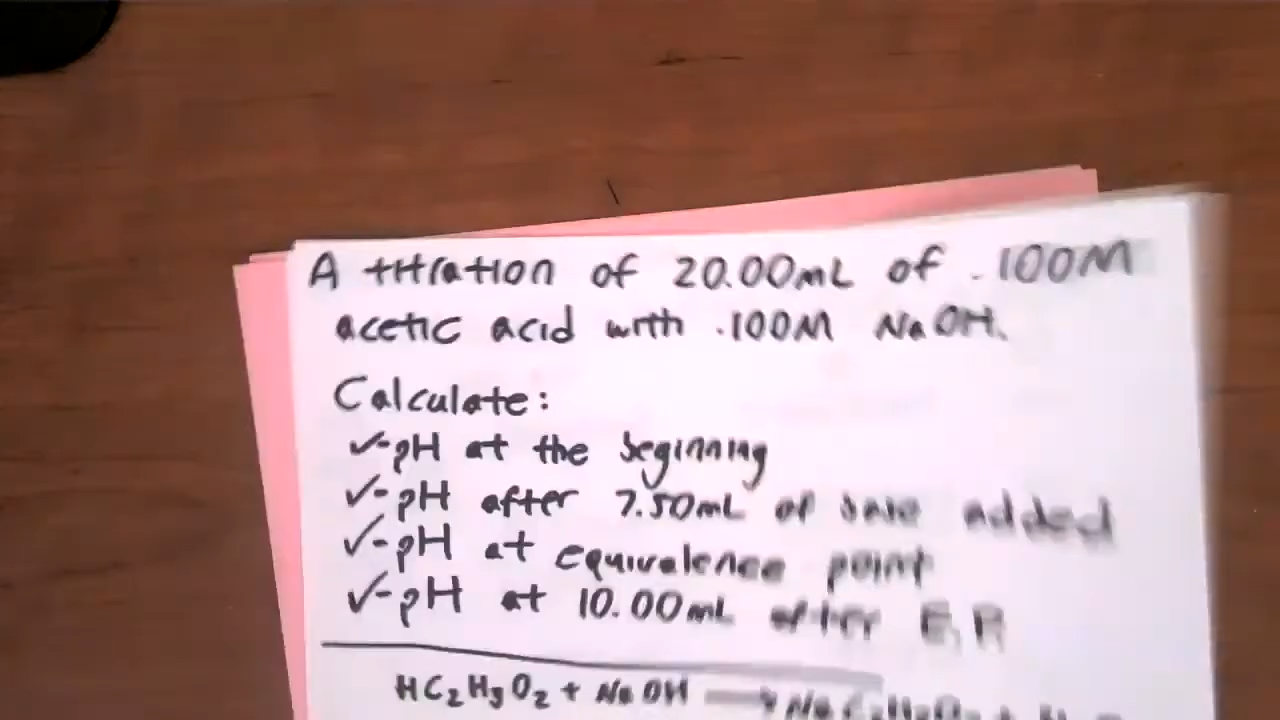 A titration of 20.00mL of .100M
acetic acid with .100M NaOH.
Calculate:
✓-pH at the beginning
✓-pH after 7.50mL of base added
✓-pH at equivalence point
✓-pH at 10.00mL after E.P.
HC₂H₃O₂ + NaOH ⟶ NaC₂H₃O₂ +